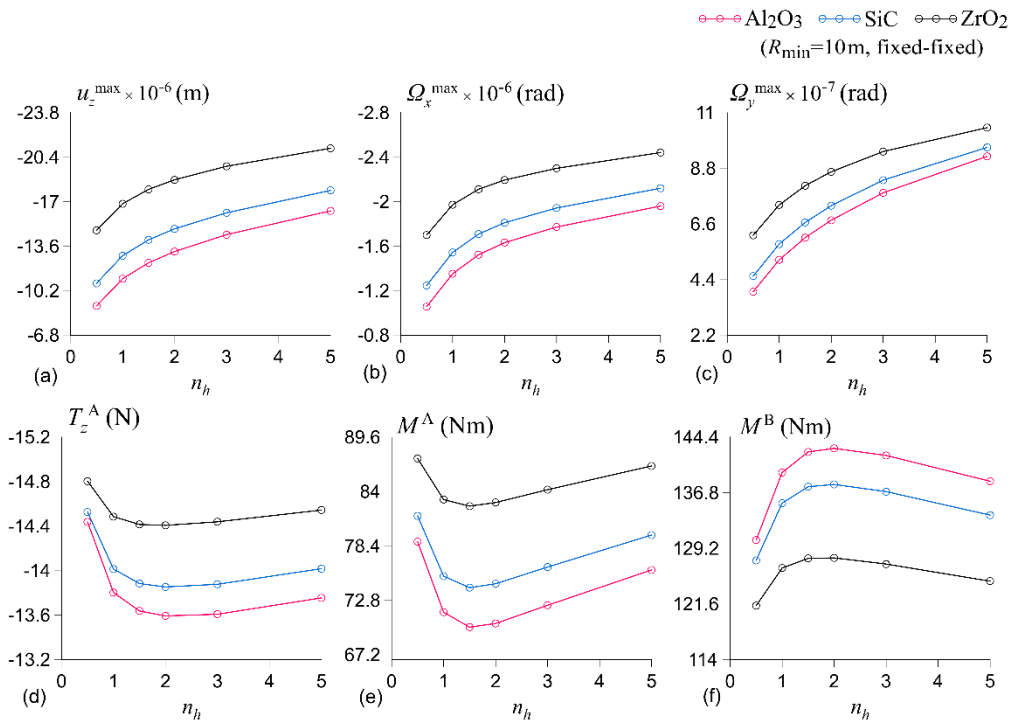 Al₂O₃ SiC ZrO₂
(Rmin=10m, fixed-fixed)
uzmax × 10-6 (m)
-23.8
-20.4
-17
-13.6
-10.2
-6.8
0 1 2 3 4 5
(a) nh
Ωxmax × 10-6 (rad)
-2.8
-2.4
-2
-1.6
-1.2
-0.8
0 1 2 3 4 5
(b) nh
Ωymax × 10-7 (rad)
11
8.8
6.6
4.4
2.2
0 1 2 3 4 5
(c) nh
TzA (N)
-15.2
-14.8
-14.4
-14
-13.6
-13.2
0 1 2 3 4 5
(d) nh
MA (Nm)
89.6
84
78.4
72.8
67.2
0 1 2 3 4 5
(e) nh
MB (Nm)
144.4
136.8
129.2
121.6
114
0 1 2 3 4 5
(f) nh